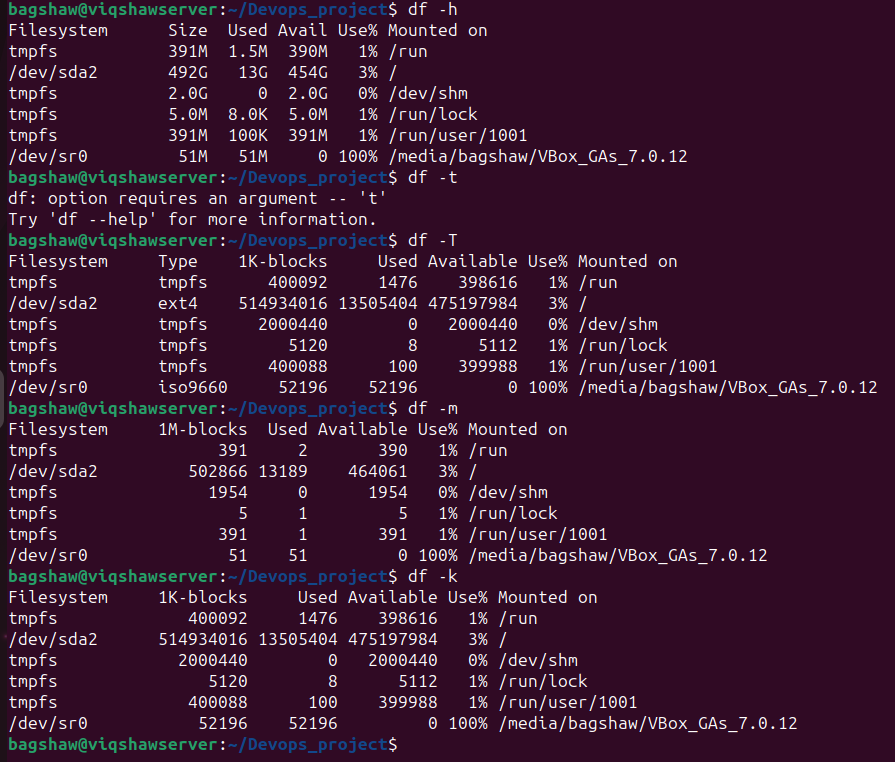 bagshaw@viqshawserver:~/Devops_project$ df -h
Filesystem      Size  Used Avail Use% Mounted on
tmpfs           391M  1.5M  390M   1% /run
/dev/sda2       492G   13G  454G   3% /
tmpfs           2.0G     0  2.0G   0% /dev/shm
tmpfs           5.0M  8.0K  5.0M   1% /run/lock
tmpfs           391M  100K  391M   1% /run/user/1001
/dev/sr0         51M   51M     0 100% /media/bagshaw/VBox_GAs_7.0.12
bagshaw@viqshawserver:~/Devops_project$ df -t
df: option requires an argument -- 't'
Try 'df --help' for more information.
bagshaw@viqshawserver:~/Devops_project$ df -T
Filesystem     Type    1K-blocks     Used Available Use% Mounted on
tmpfs          tmpfs      400092     1476    398616   1% /run
/dev/sda2      ext4    514934016 13505404 475197984   3% /
tmpfs          tmpfs     2000440        0   2000440   0% /dev/shm
tmpfs          tmpfs        5120        8      5112   1% /run/lock
tmpfs          tmpfs      400088      100    399988   1% /run/user/1001
/dev/sr0       iso9660     52196    52196         0 100% /media/bagshaw/VBox_GAs_7.0.12
bagshaw@viqshawserver:~/Devops_project$ df -m
Filesystem     1M-blocks  Used Available Use% Mounted on
tmpfs                391     2       390   1% /run
/dev/sda2         502866 13189    464061   3% /
tmpfs               1954     0      1954   0% /dev/shm
tmpfs                  5     1         5   1% /run/lock
tmpfs                391     1       391   1% /run/user/1001
/dev/sr0              51    51         0 100% /media/bagshaw/VBox_GAs_7.0.12
bagshaw@viqshawserver:~/Devops_project$ df -k
Filesystem     1K-blocks     Used Available Use% Mounted on
tmpfs             400092     1476    398616   1% /run
/dev/sda2      514934016 13505404 475197984   3% /
tmpfs            2000440        0   2000440   0% /dev/shm
tmpfs               5120        8      5112   1% /run/lock
tmpfs             400088      100    399988   1% /run/user/1001
/dev/sr0           52196    52196         0 100% /media/bagshaw/VBox_GAs_7.0.12
bagshaw@viqshawserver:~/Devops_project$